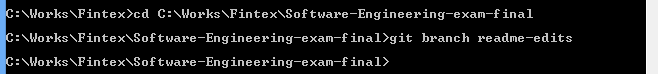 C:\Works\Fintex>cd C:\Works\Fintex\Software-Engineering-exam-final
C:\Works\Fintex\Software-Engineering-exam-final>git branch readme-edits
C:\Works\Fintex\Software-Engineering-exam-final>